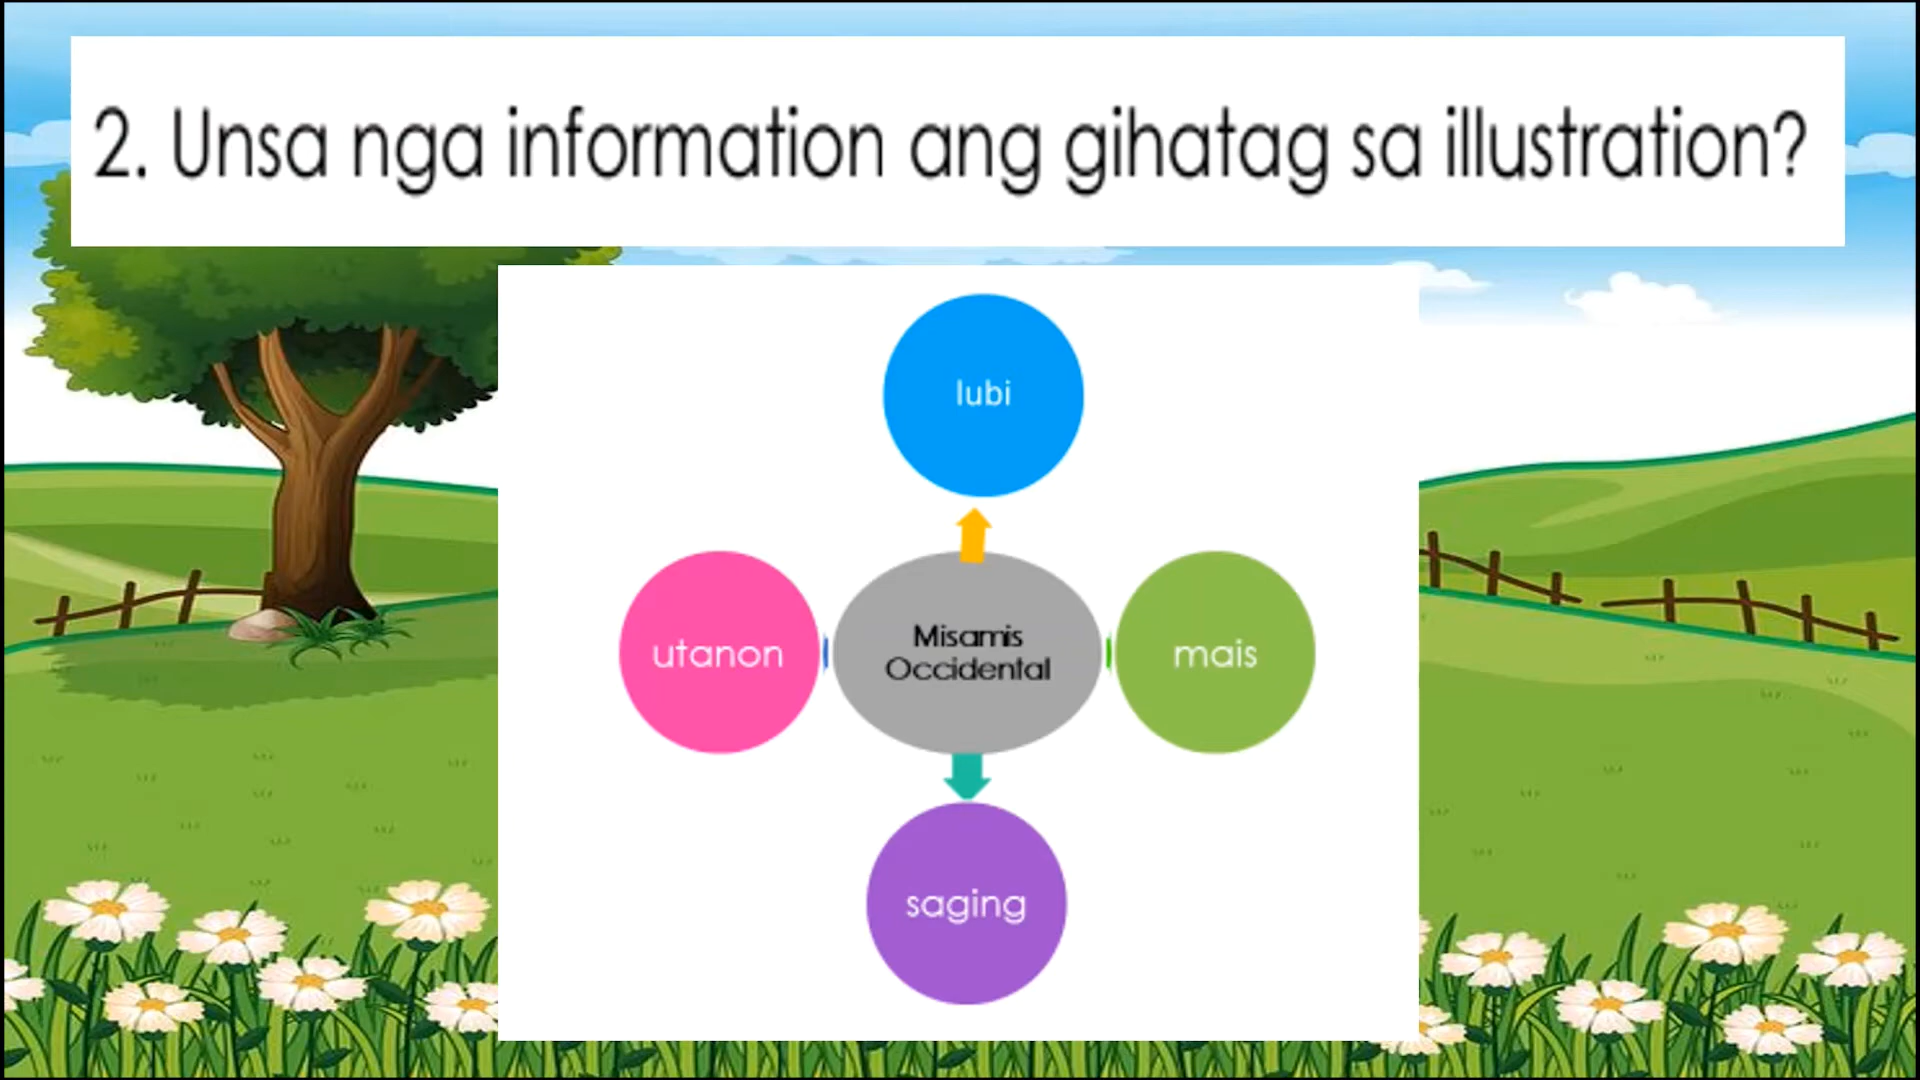 2. Unsa nga information ang gihatag sa illustration?
lubi
utanon
Misamis
Occidental
mais
saging